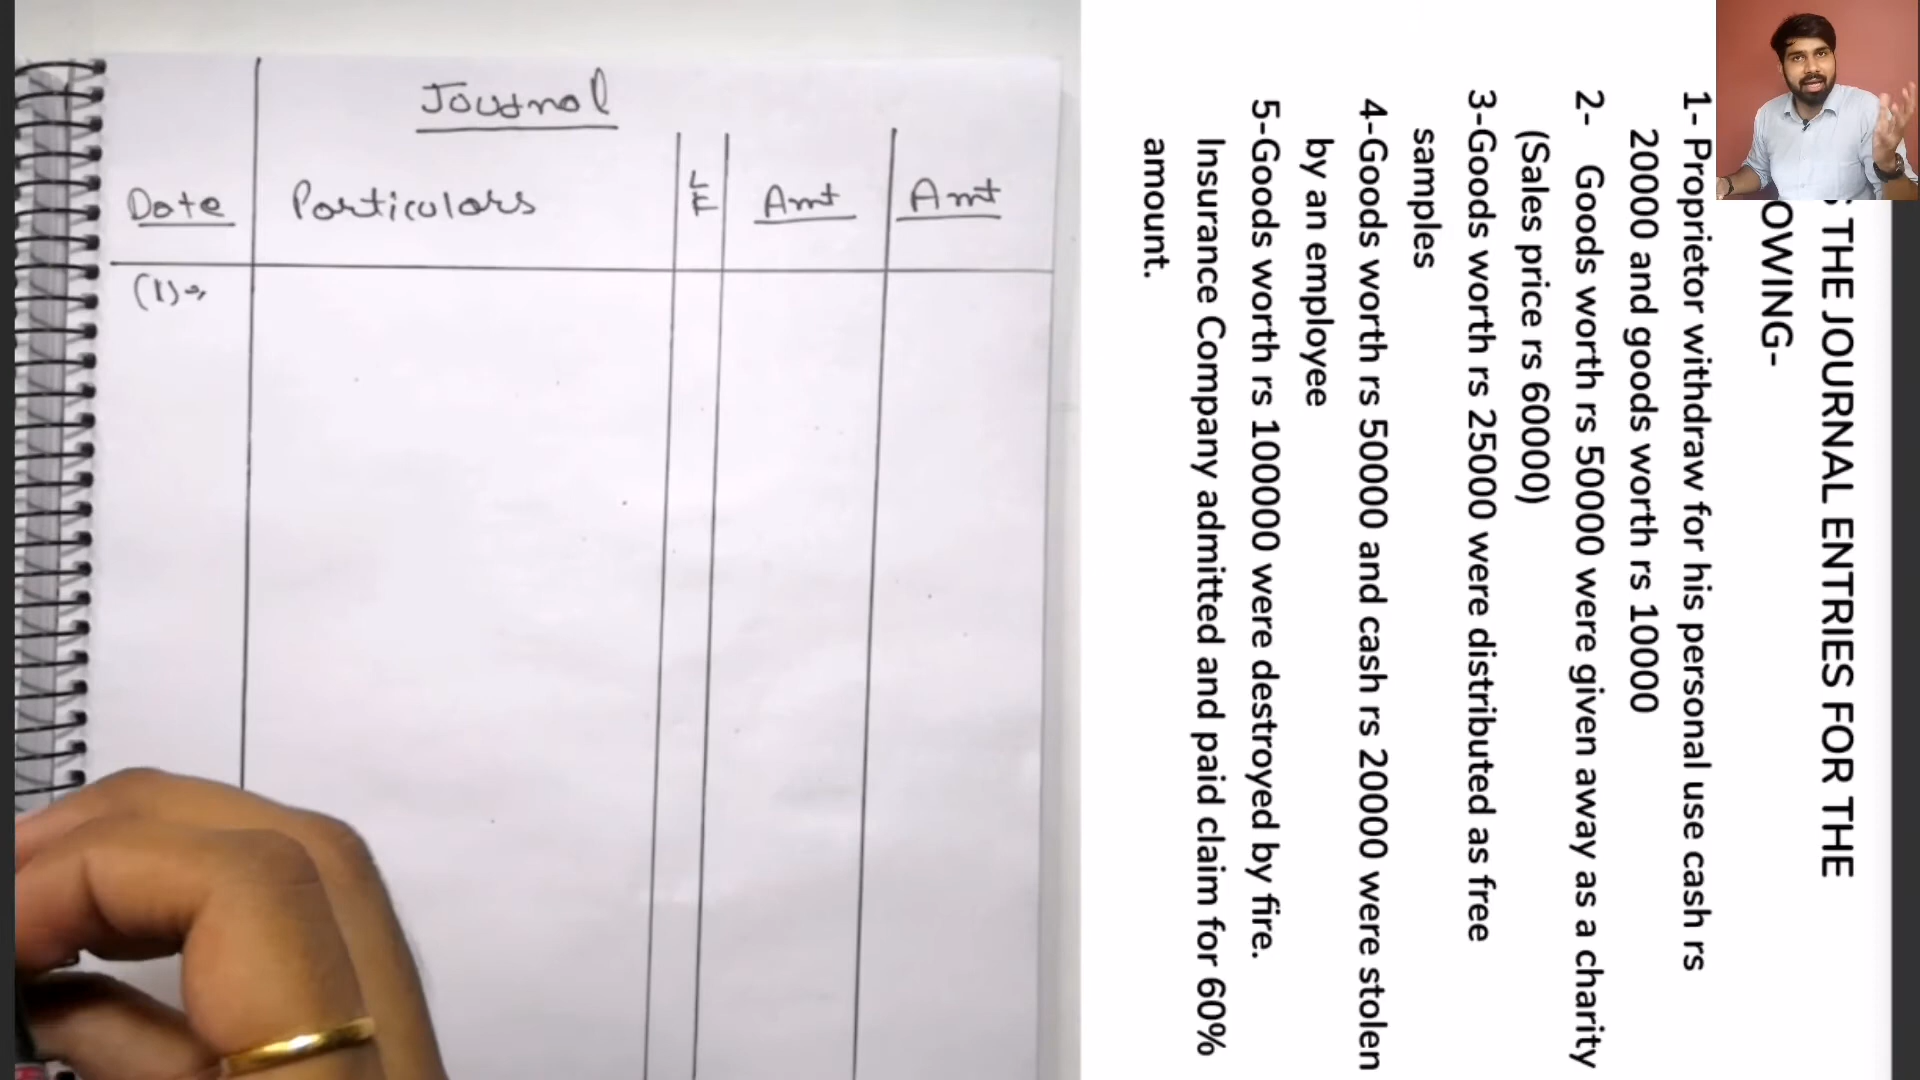 Journal
Date Particulars LF Amt Amt
(1)→
THE JOURNAL ENTRIES FOR THE
OWING-
1- Proprietor withdraw for his personal use cash rs
20000 and goods worth rs 10000
2- Goods worth rs 50000 were given away as a charity
(Sales price rs 60000)
3-Goods worth rs 25000 were distributed as free
samples
4-Goods worth rs 50000 and cash rs 20000 were stolen
by an employee
5-Goods worth rs 100000 were destroyed by fire.
Insurance Company admitted and paid claim for 60%
amount.